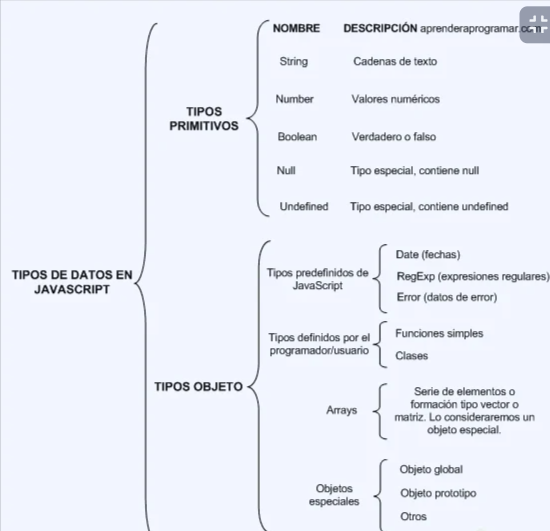 NOMBRE DESCRIPCIÓN aprenderaprogramar.com
String Cadenas de texto
Number Valores numéricos
TIPOS
PRIMITIVOS
Boolean Verdadero o falso
Null Tipo especial, contiene null
Undefined Tipo especial, contiene undefined
TIPOS DE DATOS EN
JAVASCRIPT
TIPOS OBJETO
Tipos predefinidos de
JavaScript
Date (fechas)
RegExp (expresiones regulares)
Error (datos de error)
Tipos definidos por el
programador/usuario
Funciones simples
Clases
Arrays
Serie de elementos o
formación tipo vector o
matriz. Lo consideraremos un
objeto especial.
Objetos
especiales
Objeto global
Objeto prototipo
Otros